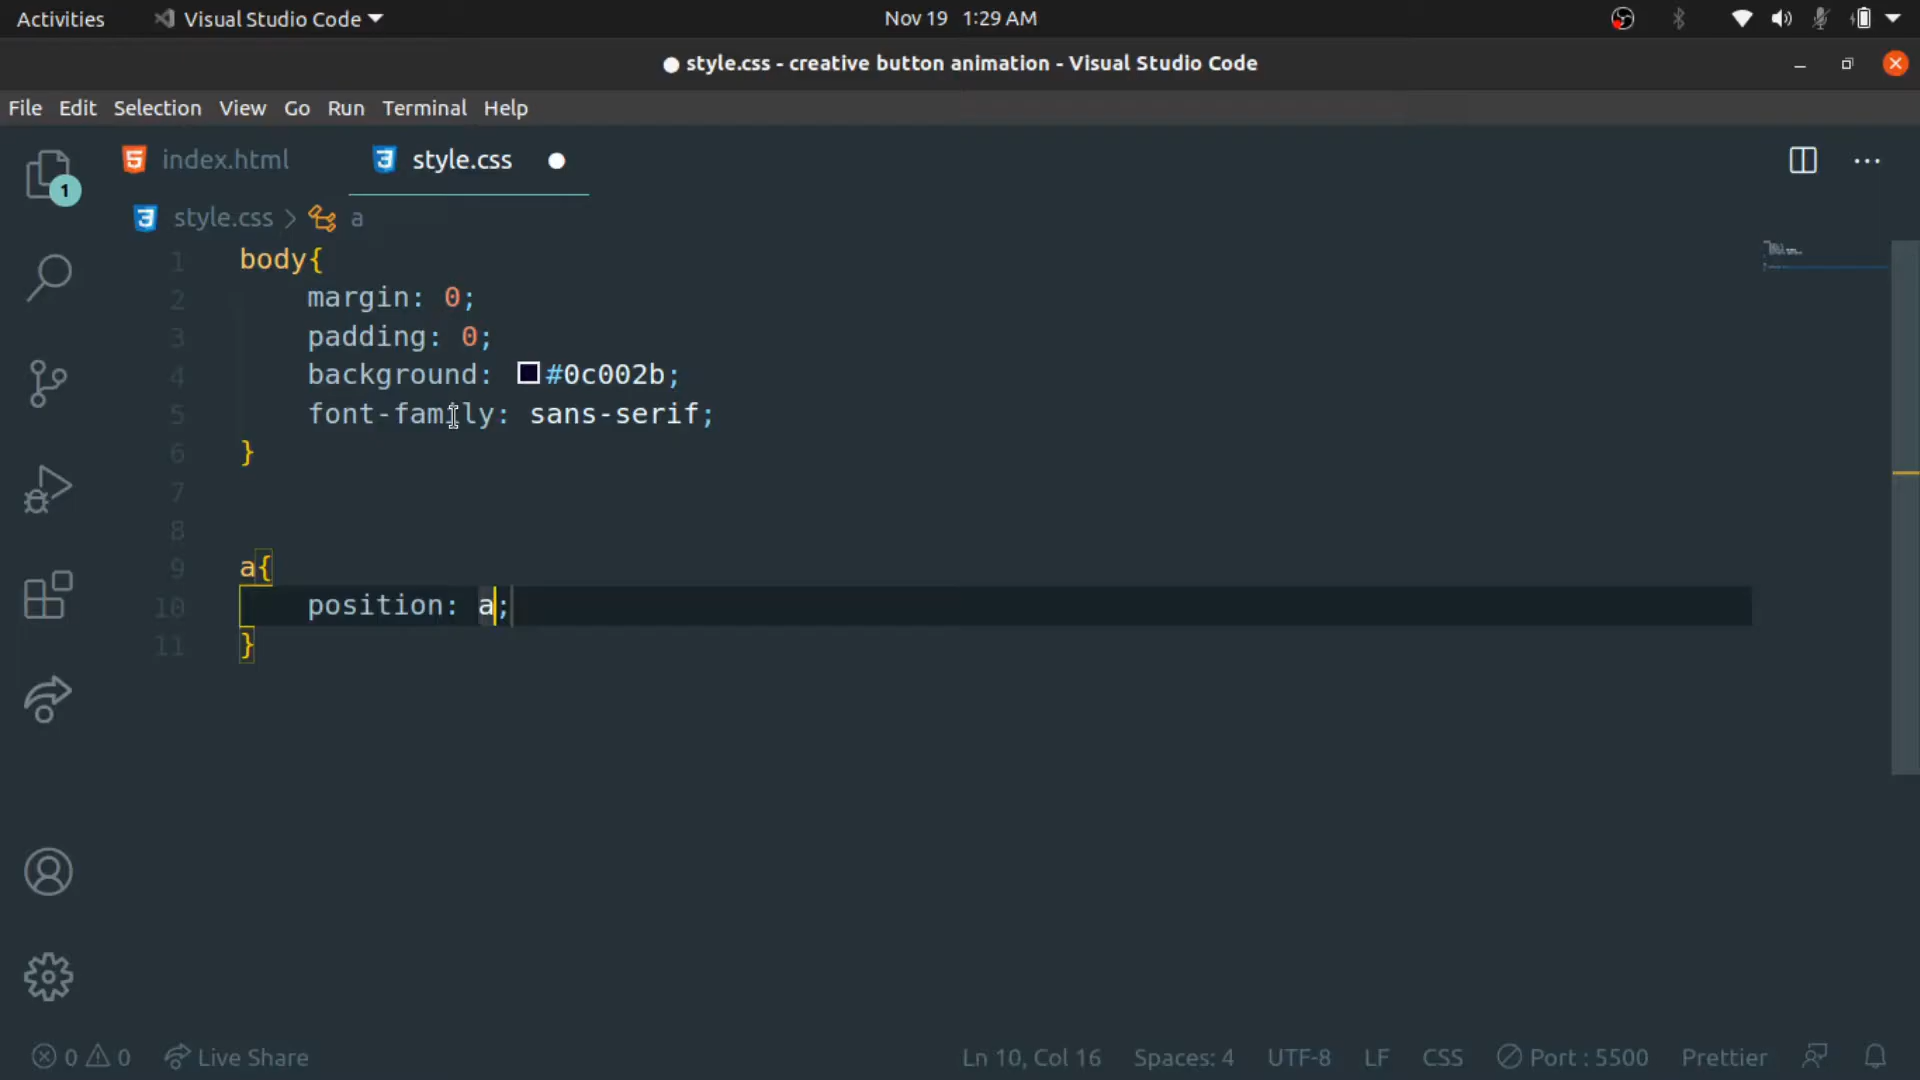 Activities Visual Studio Code Nov 19 1:29 AM
style.css - creative button animation - Visual Studio Code
File Edit Selection View Go Run Terminal Help
1 index.html style.css
style.css > a
1 body{
2 margin: 0;
3 padding: 0;
4 background: #0c002b;
5 font-family: sans-serif;
6 }
7
8
9 a{
10 position: a;
11 }
0 0 Live Share Ln 10, Col 16 Spaces: 4 UTF-8 LF CSS Port : 5500 Prettier